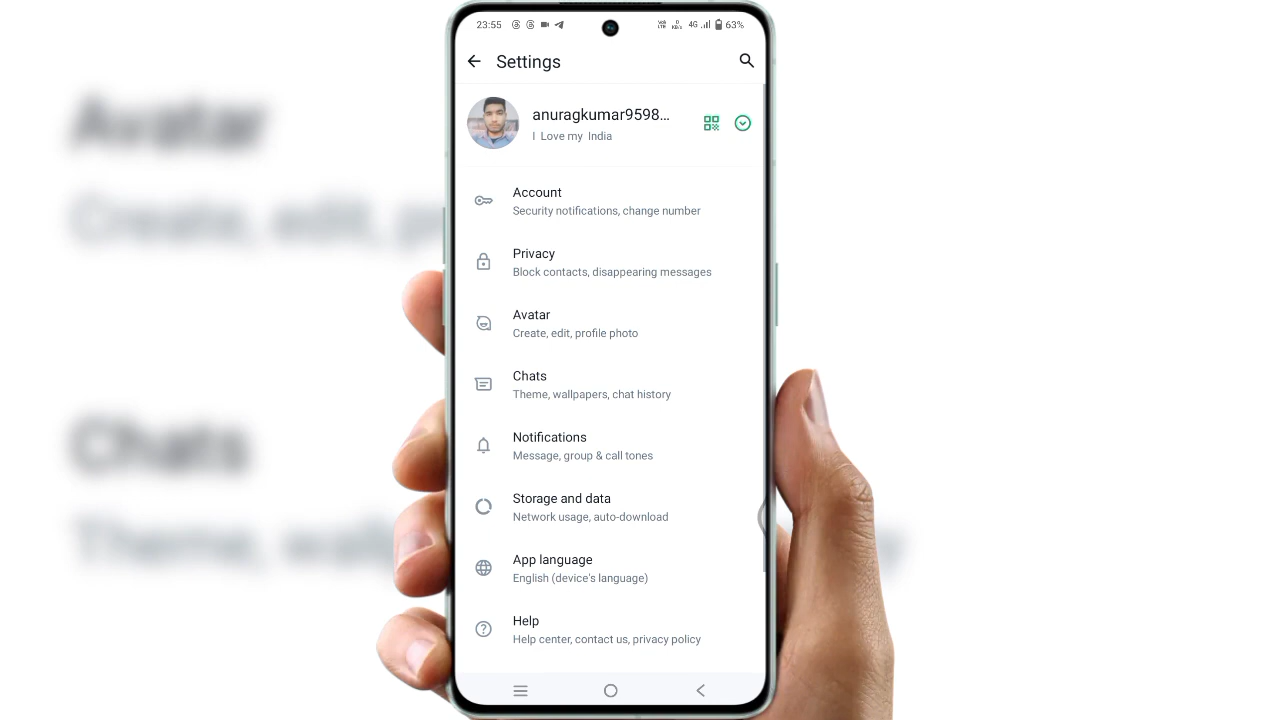 23:55
4G
63%
Settings
anuragkumar9598...
I Love my India
Account
Security notifications, change number
Privacy
Block contacts, disappearing messages
Avatar
Create, edit, profile photo
Chats
Theme, wallpapers, chat history
Notifications
Message, group & call tones
Storage and data
Network usage, auto-download
App language
English (device's language)
Help
Help center, contact us, privacy policy
Avatar
Create, edit, pr
Chats
Theme, wall